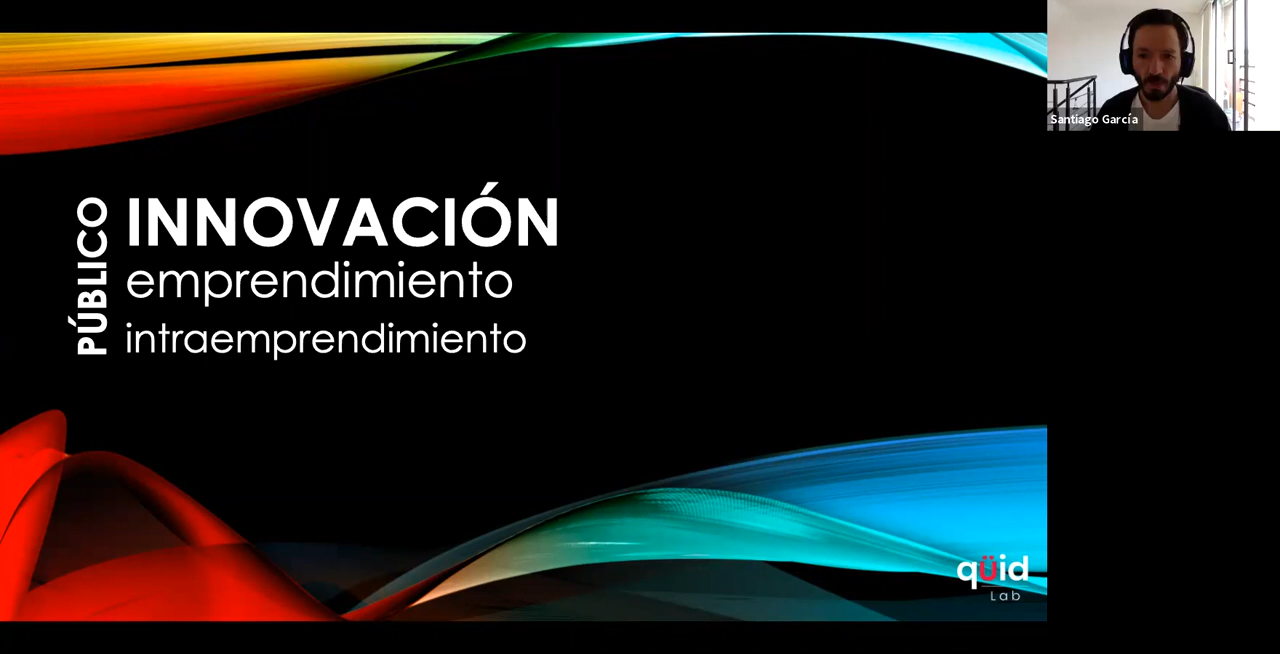 Santiago García
PÚBLICO
INNOVACIÓN
emprendimiento
intraemprendimiento
qüid
Lab